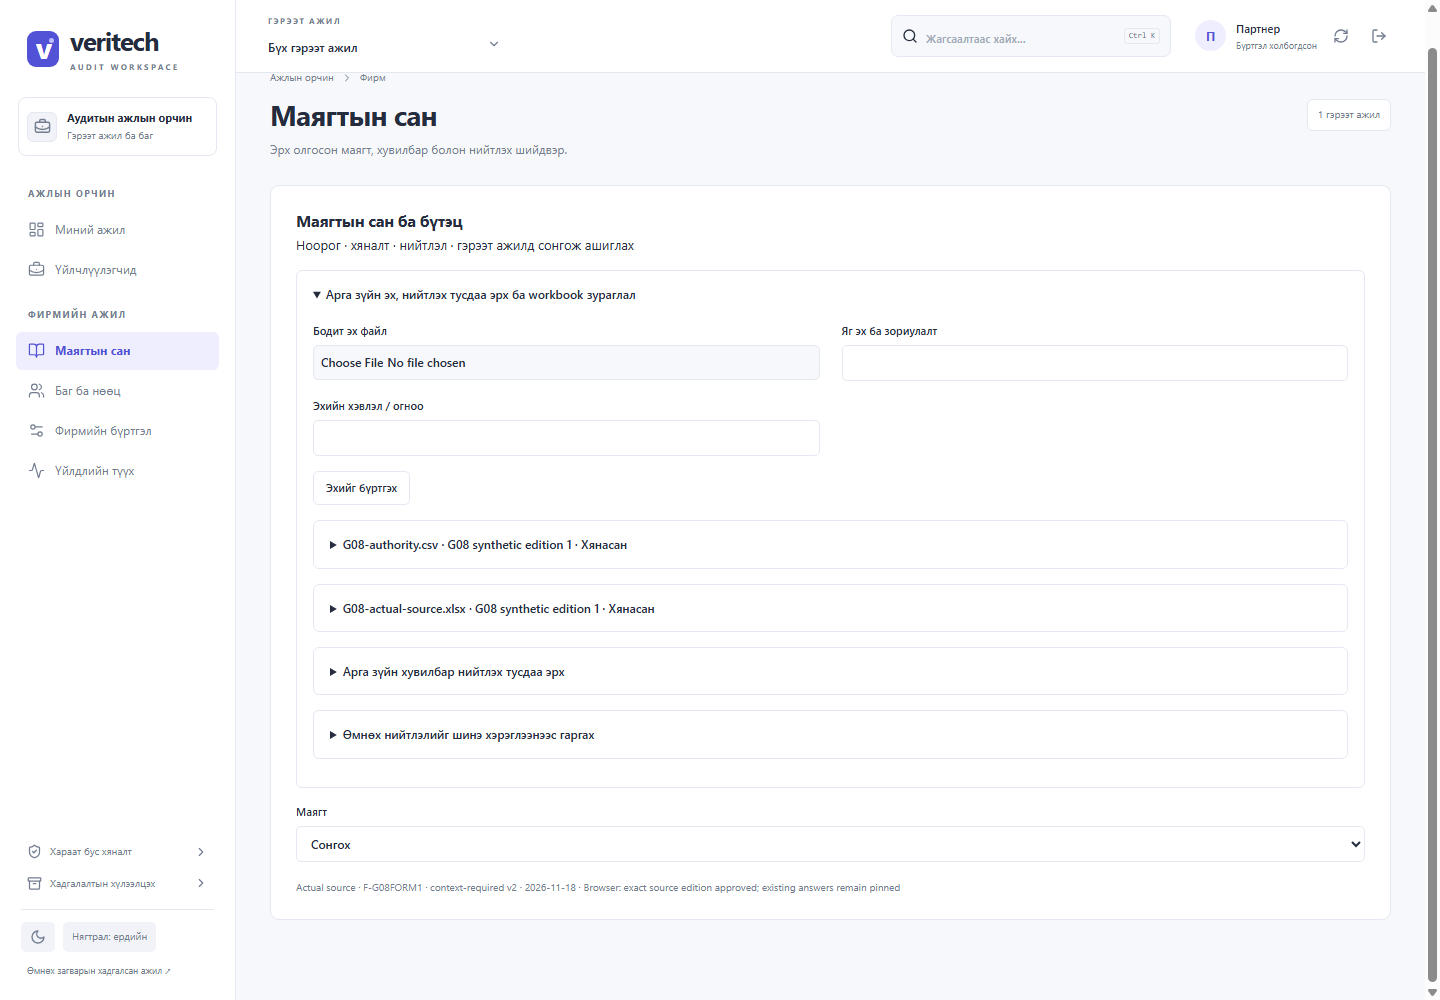 veritech
AUDIT WORKSPACE
Аудитын ажлын орчин
Гэрээт ажил ба баг
АЖЛЫН ОРЧИН
Миний ажил
Үйлчлүүлэгчид
ФИРМИЙН АЖИЛ
Маягтын сан
Баг ба нөөц
Фирмийн бүртгэл
Үйлдлийн түүх
Хараат бус хяналт
Хадгалалтын хүлээлцэх
Нягтрал: ердийн
Өмнөх загварын хадгалсан ажил ↗
ГЭРЭЭТ АЖИЛ
Бүх гэрээт ажил
Жагсаалтаас хайх...
Ctrl K
П
Партнер
Бүртгэл холбогдсон
Ажлын орчин > Фирм
Маягтын сан
1 гэрээт ажил
Эрх олгосон маягт, хувилбар болон нийтлэх шийдвэр.
Маягтын сан ба бүтэц
Ноорог · хяналт · нийтлэл · гэрээт ажилд сонгож ашиглах
▼ Арга зүйн эх, нийтлэх тусдаа эрх ба workbook зураглал
Бодит эх файл
Choose File No file chosen
Яг эх ба зориулалт
Эхийн хэвлэл / огноо
Эхийг бүртгэх
▶ G08-authority.csv · G08 synthetic edition 1 · Хянасан
▶ G08-actual-source.xlsx · G08 synthetic edition 1 · Хянасан
▶ Арга зүйн хувилбар нийтлэх тусдаа эрх
▶ Өмнөх нийтлэлийг шинэ хэрэглээнээс гаргах
Маягт
Сонгох
Actual source · F-G08FORM1 · context-required v2 · 2026-11-18 · Browser: exact source edition approved; existing answers remain pinned